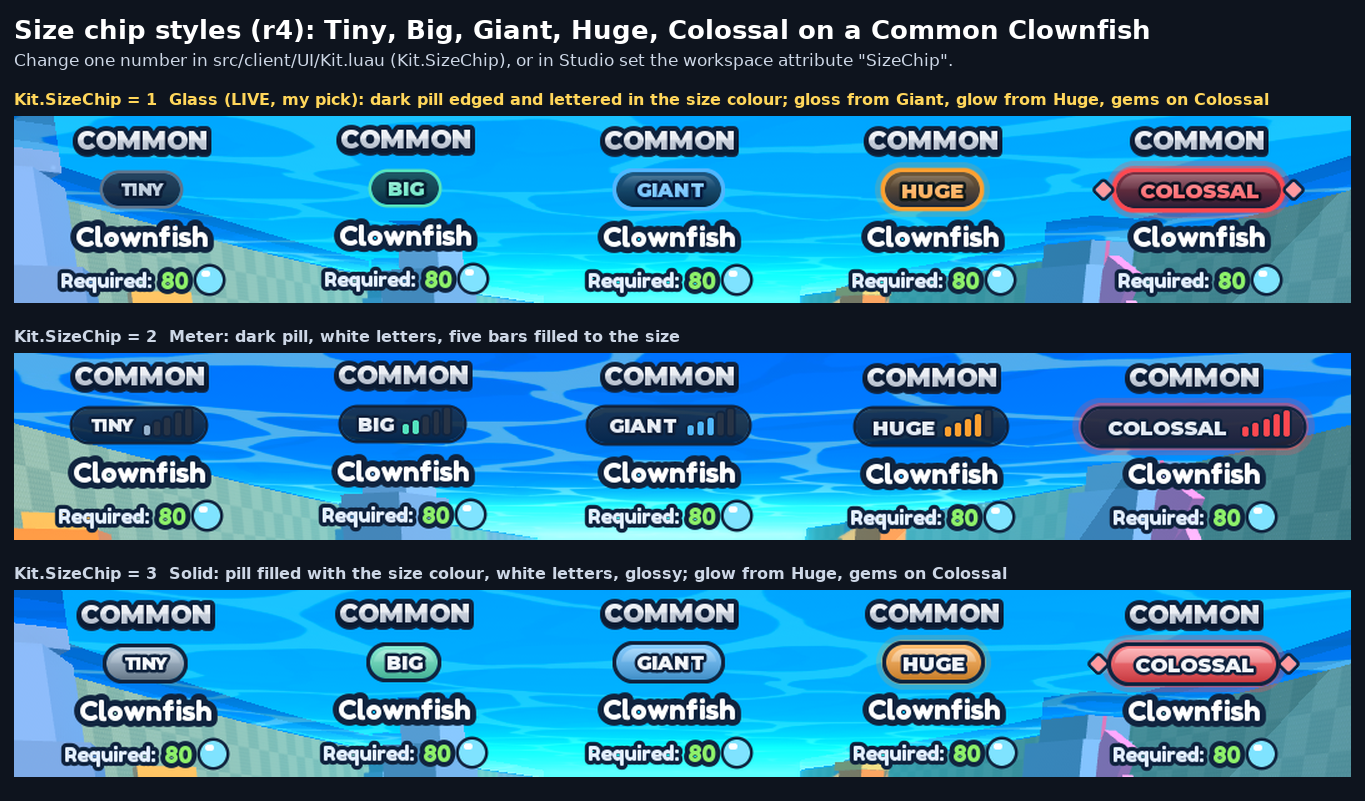 Size chip styles (r4): Tiny, Big, Giant, Huge, Colossal on a Common Clownfish
Change one number in src/client/UI/Kit.luau (Kit.SizeChip), or in Studio set the workspace attribute "SizeChip".
Kit.SizeChip = 1  Glass (LIVE, my pick): dark pill edged and lettered in the size colour; gloss from Giant, glow from Huge, gems on Colossal
COMMON COMMON COMMON COMMON COMMON
TINY BIG GIANT HUGE COLOSSAL
Clownfish Clownfish Clownfish Clownfish Clownfish
Required: 80 Required: 80 Required: 80 Required: 80 Required: 80
Kit.SizeChip = 2  Meter: dark pill, white letters, five bars filled to the size
COMMON COMMON COMMON COMMON COMMON
TINY BIG GIANT HUGE COLOSSAL
Clownfish Clownfish Clownfish Clownfish Clownfish
Required: 80 Required: 80 Required: 80 Required: 80 Required: 80
Kit.SizeChip = 3  Solid: pill filled with the size colour, white letters, glossy; glow from Huge, gems on Colossal
COMMON COMMON COMMON COMMON COMMON
TINY BIG GIANT HUGE COLOSSAL
Clownfish Clownfish Clownfish Clownfish Clownfish
Required: 80 Required: 80 Required: 80 Required: 80 Required: 80